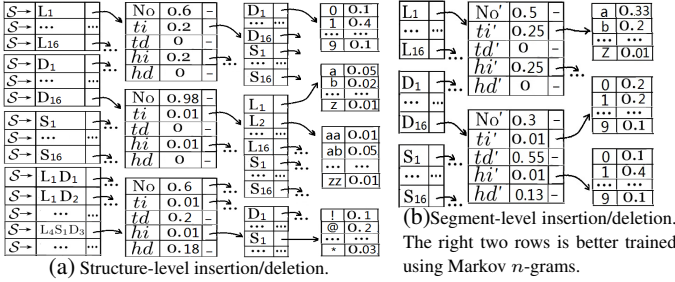 S→ L1
S→ ··· ···
S→ L16 ...
S→ D1
S→ ··· ···
S→ D16
S→ S1
S→ ··· ···
S→ S16 ...
S→ L1D1 ...
S→ L1D2 ...
S→ ··· ···
S→ L4S1D3
S→ ··· ···
No 0.6 –
ti 0.2 ...
td 0 –
hi 0.2 ...
hd 0 –
No 0.98 –
ti 0.01 ...
td 0 –
hi 0.01 ...
hd 0 –
No 0.6 –
ti 0.01 ...
td 0.2 –
hi 0.01
hd 0.18 –
D1
··· ···
D16 ...
S1 ...
··· ···
S16 ...
L1
L2
··· ···
L16 ...
S1 ...
··· ···
S16 ...
D1 ...
··· ···
S1
··· ···
0 0.1
1 0.4
··· ···
9 0.1
a 0.05
b 0.02
··· ···
z 0.01
aa 0.01
ab 0.05
··· ···
zz 0.01
! 0.1
@ 0.2
··· ···
* 0.03
(a) Structure-level insertion/deletion.
L1
··· ···
L16 ...
D1 ...
··· ···
D16
S1 ...
··· ···
S16 ...
No' 0.5 –
ti' 0.25
td' 0 –
hi' 0.25 ...
hd' 0 –
No' 0.3 –
ti' 0.01
td' 0.55 –
hi' 0.01
hd' 0.13 –
a 0.33
b 0.2
··· ···
Z 0.01
0 0.2
1 0.2
··· ···
9 0.1
0 0.1
1 0.4
··· ···
9 0.1
(b)Segment-level insertion/deletion.
The right two rows is better trained
using Markov n-grams.